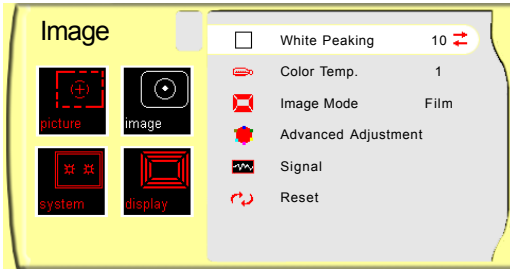 Image
picture
image
system
display
White Peaking 10
Color Temp. 1
Image Mode Film
Advanced Adjustment
Signal
Reset